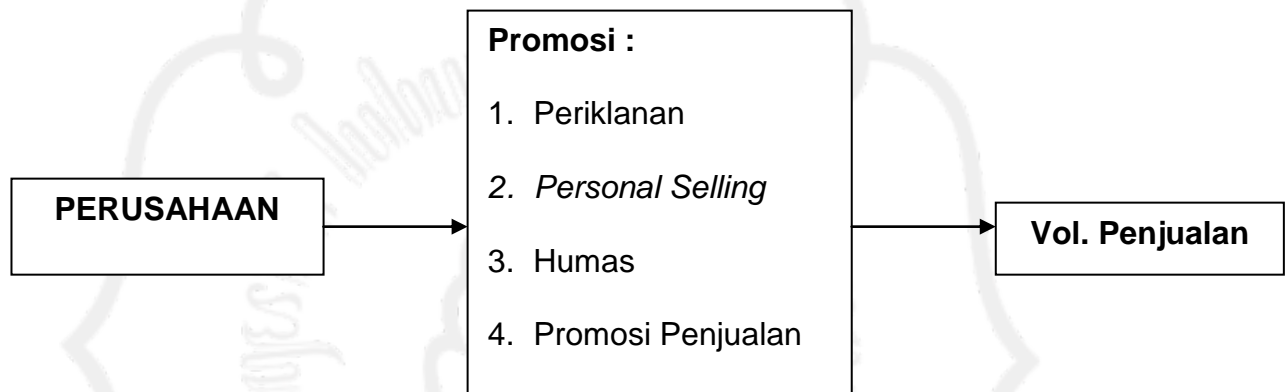 PERUSAHAAN
Promosi :
1. Periklanan
2. Personal Selling
3. Humas
4. Promosi Penjualan
Vol. Penjualan